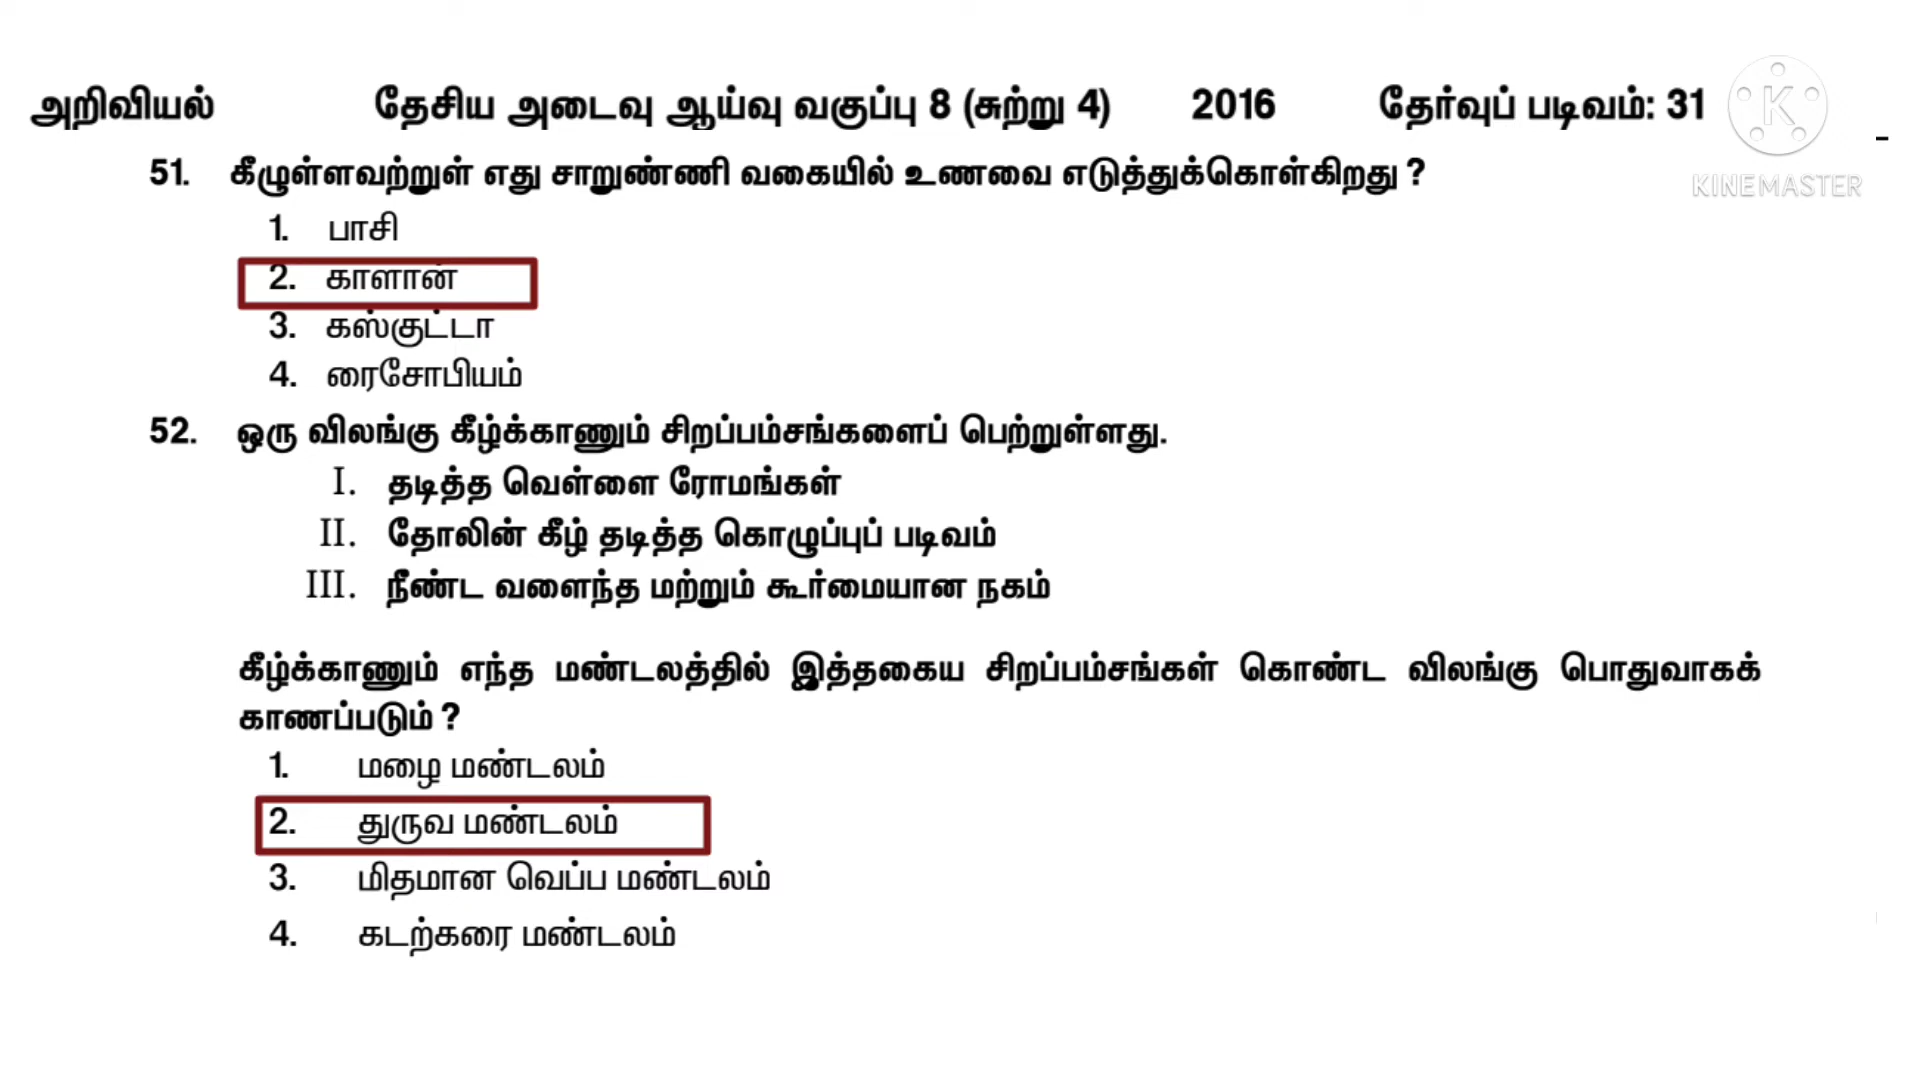 அறிவியல் தேசிய அடைவு ஆய்வு வகுப்பு 8 (சுற்று 4) 2016 தேர்வுப் படிவம்: 31
K
KINEMASTER
51. கீழுள்ளவற்றுள் எது சாறுண்ணி வகையில் உணவை எடுத்துக்கொள்கிறது ?
1. பாசி
2. காளான்
3. கஸ்குட்டா
4. ரைசோபியம்
52. ஒரு விலங்கு கீழ்க்காணும் சிறப்பம்சங்களைப் பெற்றுள்ளது.
I. தடித்த வெள்ளை ரோமங்கள்
II. தோலின் கீழ் தடித்த கொழுப்புப் படிவம்
III. நீண்ட வளைந்த மற்றும் கூர்மையான நகம்
கீழ்க்காணும் எந்த மண்டலத்தில் இத்தகைய சிறப்பம்சங்கள் கொண்ட விலங்கு பொதுவாகக்
காணப்படும் ?
1. மழை மண்டலம்
2. துருவ மண்டலம்
3. மிதமான வெப்ப மண்டலம்
4. கடற்கரை மண்டலம்